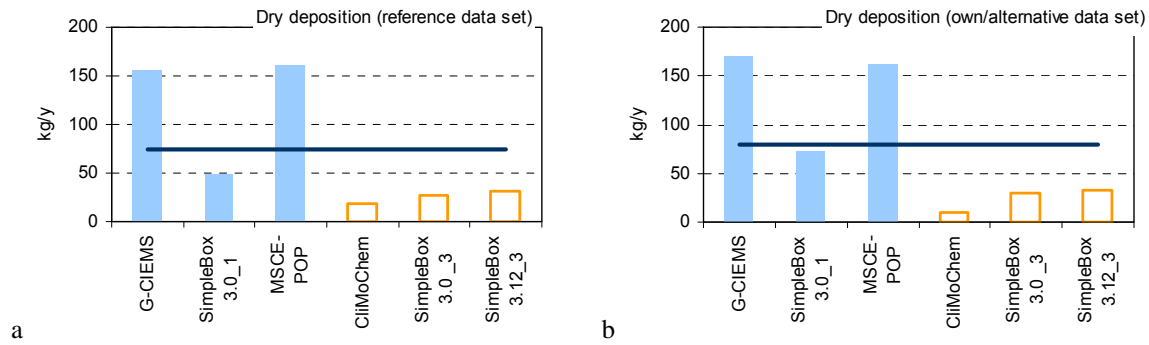 Dry deposition (reference data set)
200
150
100
50
0
kg/y
G-CIEMS
SimpleBox
3.0_1
MSCE-
POP
CliMoChem
SimpleBox
3.0_3
SimpleBox
3.12_3
a
Dry deposition (own/alternative data set)
200
150
100
50
0
kg/y
G-CIEMS
SimpleBox
3.0_1
MSCE-
POP
CliMoChem
SimpleBox
3.0_3
SimpleBox
3.12_3
b